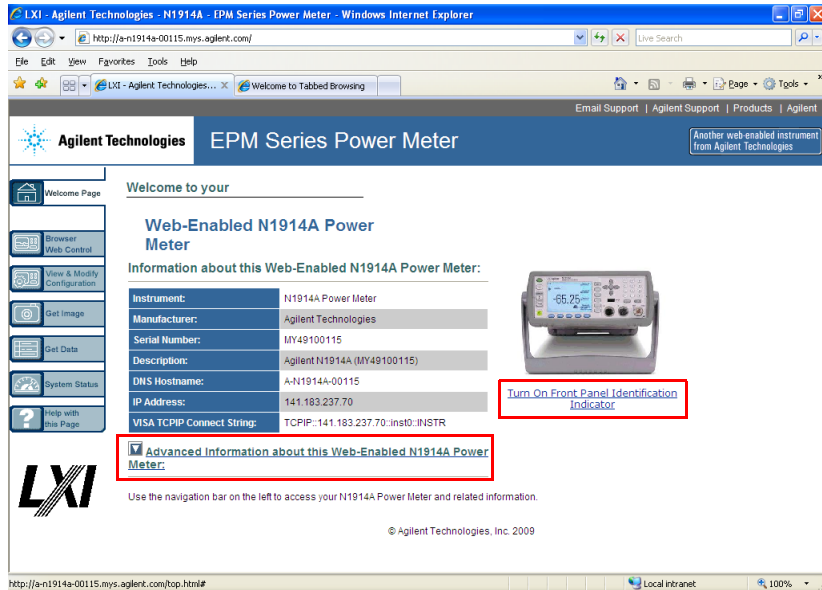 LXI - Agilent Technologies - N1914A - EPM Series Power Meter - Windows Internet Explorer
http://a-n1914a-00115.mys.agilent.com/
Live Search
File Edit View Favorites Tools Help
LXI - Agilent Technologies... X
Welcome to Tabbed Browsing
Page
Tools
»
Email Support | Agilent Support | Products | Agilent
Agilent Technologies
EPM Series Power Meter
Another web-enabled instrument
from Agilent Technologies
Welcome Page
Browser
Web Control
View & Modify
Configuration
Get Image
Get Data
System Status
Help with
this Page
LXI
Welcome to your
Web-Enabled N1914A Power
Meter
Information about this Web-Enabled N1914A Power Meter:
Instrument: N1914A Power Meter
Manufacturer: Agilent Technologies
Serial Number: MY49100115
Description: Agilent N1914A (MY49100115)
DNS Hostname: A-N1914A-00115
IP Address: 141.183.237.70
VISA TCPIP Connect String: TCPIP::141.183.237.70::inst0::INSTR
-65.25
Turn On Front Panel Identification
Indicator
Advanced Information about this Web-Enabled N1914A Power
Meter:
Use the navigation bar on the left to access your N1914A Power Meter and related information.
© Agilent Technologies, Inc. 2009
http://a-n1914a-00115.mys.agilent.com/top.html#
Local intranet
100%